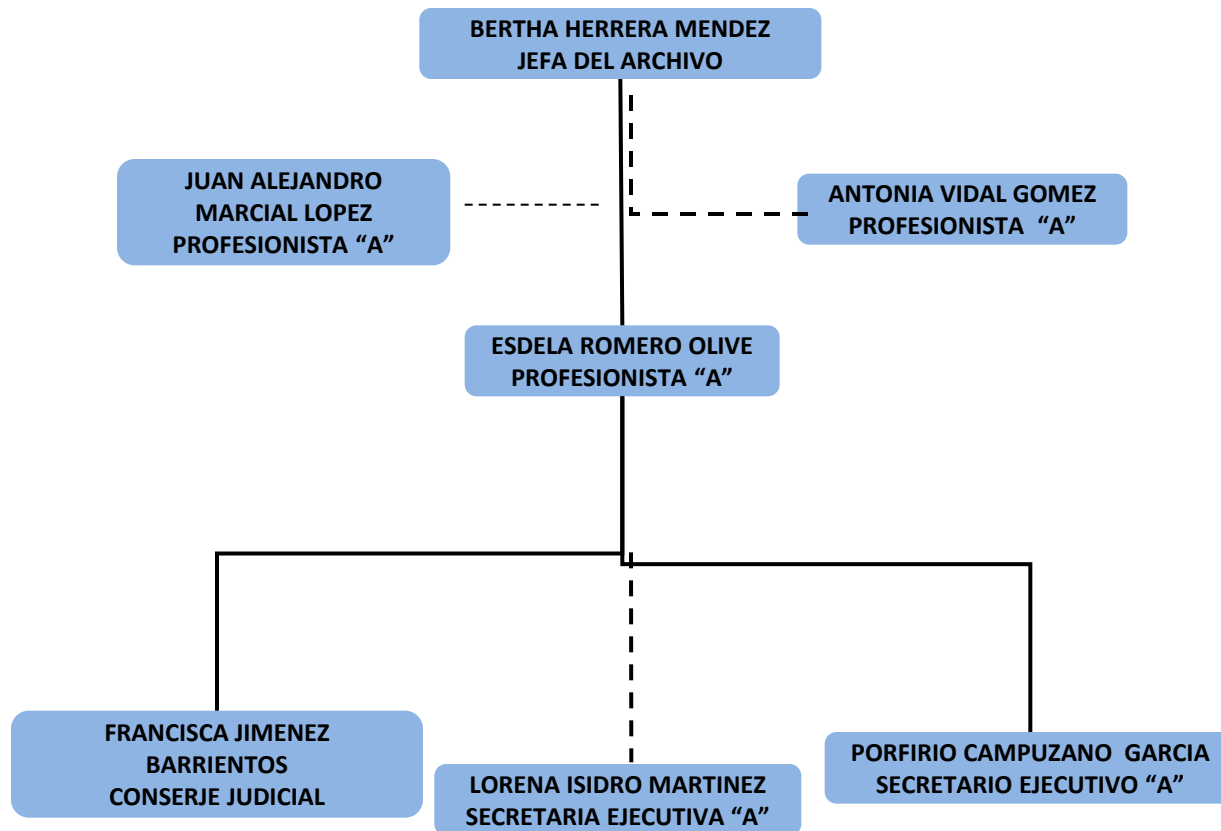 BERTHA HERRERA MENDEZ
JEFA DEL ARCHIVO
JUAN ALEJANDRO
MARCIAL LOPEZ
PROFESIONISTA “A”
ANTONIA VIDAL GOMEZ
PROFESIONISTA “A”
ESDELA ROMERO OLIVE
PROFESIONISTA “A”
FRANCISCA JIMENEZ
BARRIENTOS
CONSERJE JUDICIAL
LORENA ISIDRO MARTINEZ
SECRETARIA EJECUTIVA “A”
PORFIRIO CAMPUZANO GARCIA
SECRETARIO EJECUTIVO “A”